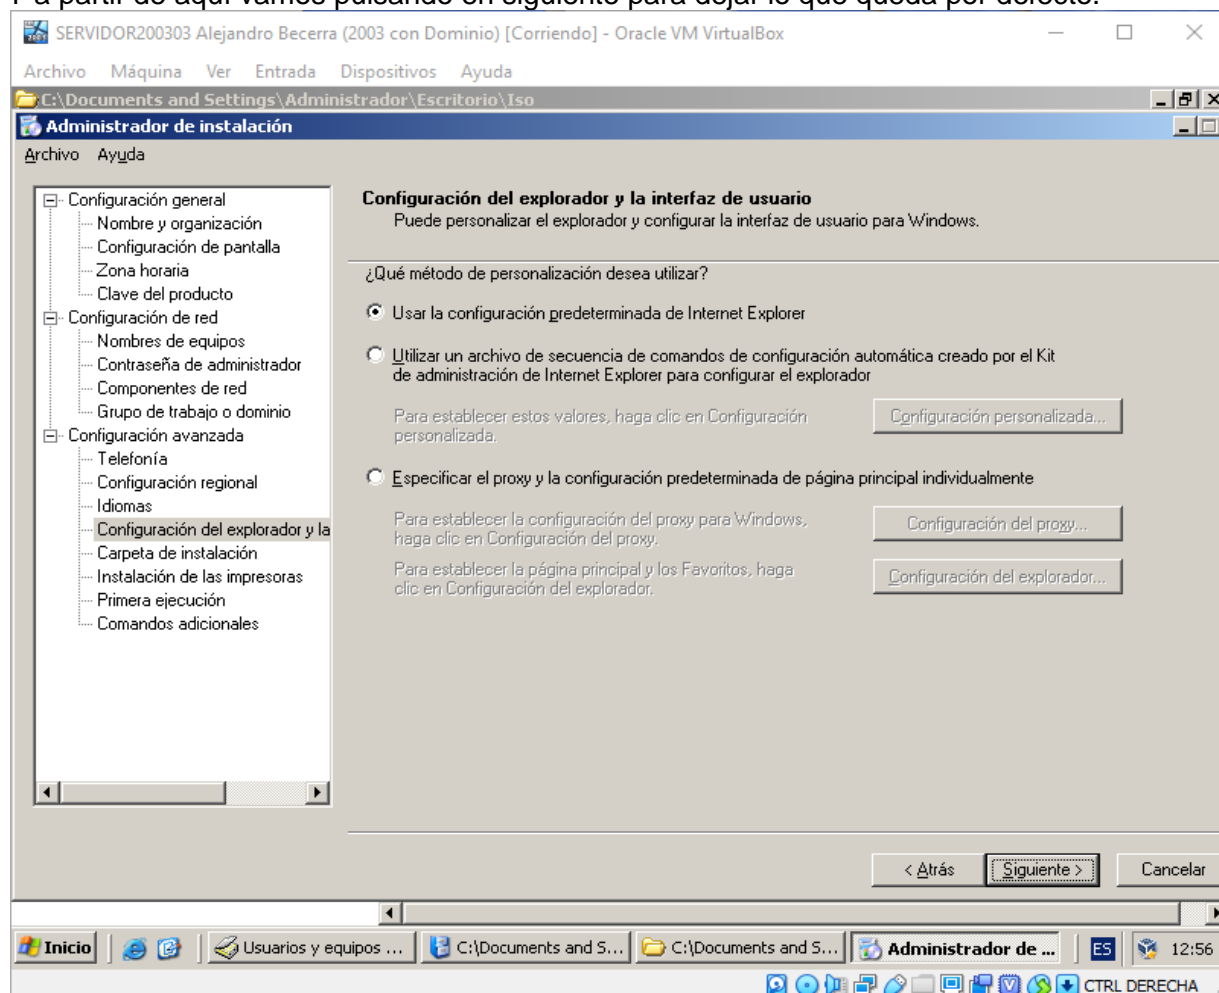 Y a partir de aquí vamos pulsando en siguiente para dejar lo que queda por defecto.
SERVIDOR200303 Alejandro Becerra (2003 con Dominio) [Corriendo] - Oracle VM VirtualBox
Archivo Máquina Ver Entrada Dispositivos Ayuda
C:\Documents and Settings\Administrador\Escritorio\Iso
Administrador de instalación
Archivo Ayuda
Configuración general
Nombre y organización
Configuración de pantalla
Zona horaria
Clave del producto
Configuración de red
Nombres de equipos
Contraseña de administrador
Componentes de red
Grupo de trabajo o dominio
Configuración avanzada
Telefonía
Configuración regional
Idiomas
Configuración del explorador y la
Carpeta de instalación
Instalación de las impresoras
Primera ejecución
Comandos adicionales
Configuración del explorador y la interfaz de usuario
Puede personalizar el explorador y configurar la interfaz de usuario para Windows.
¿Qué método de personalización desea utilizar?
Usar la configuración predeterminada de Internet Explorer
Utilizar un archivo de secuencia de comandos de configuración automática creado por el Kit
de administración de Internet Explorer para configurar el explorador
Para establecer estos valores, haga clic en Configuración
personalizada.
Configuración personalizada...
Especificar el proxy y la configuración predeterminada de página principal individualmente
Para establecer la configuración del proxy para Windows,
haga clic en Configuración del proxy.
Configuración del proxy...
Para establecer la página principal y los Favoritos, haga
clic en Configuración del explorador.
Configuración del explorador...
< Atrás Siguiente > Cancelar
Inicio Usuarios y equipos ... C:\Documents and S... C:\Documents and S... Administrador de ... ES 12:56
CTRL DERECHA